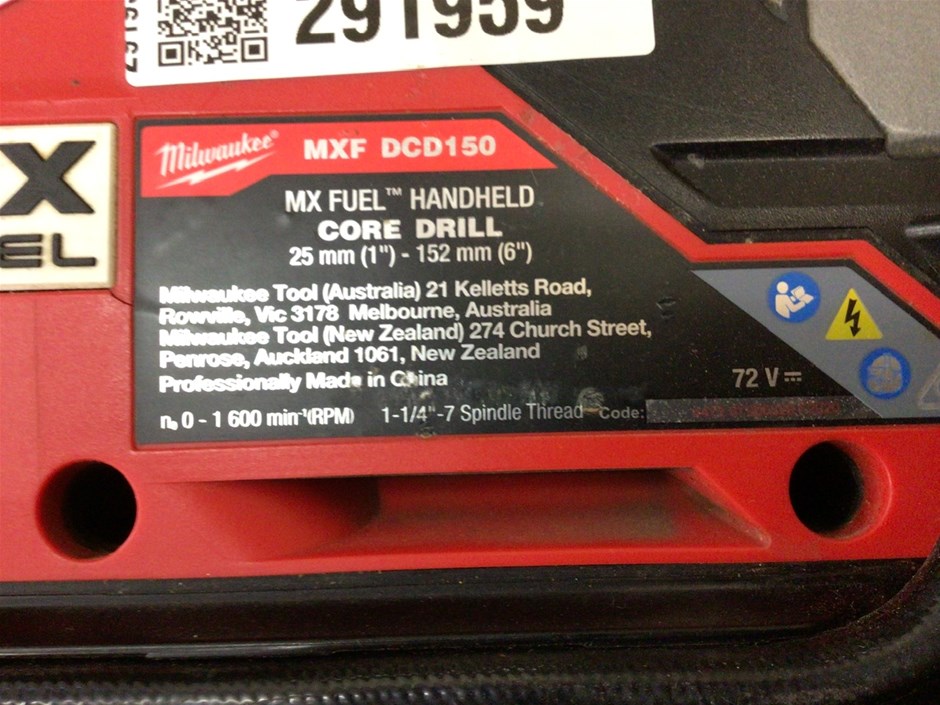 291959
Milwaukee®
MXF DCD150
X
EL
MX FUEL™ HANDHELD
CORE DRILL
25 mm (1") - 152 mm (6")
Milwaukee Tool (Australia) 21 Kelletts Road,
Rowville, Vic 3178 Melbourne, Australia
Milwaukee Tool (New Zealand) 274 Church Street,
Penrose, Auckland 1061, New Zealand
Professionally Made in China
72 V ⎓
n₀ 0 - 1 600 min⁻¹(RPM) 1-1/4"-7 Spindle Thread Code: